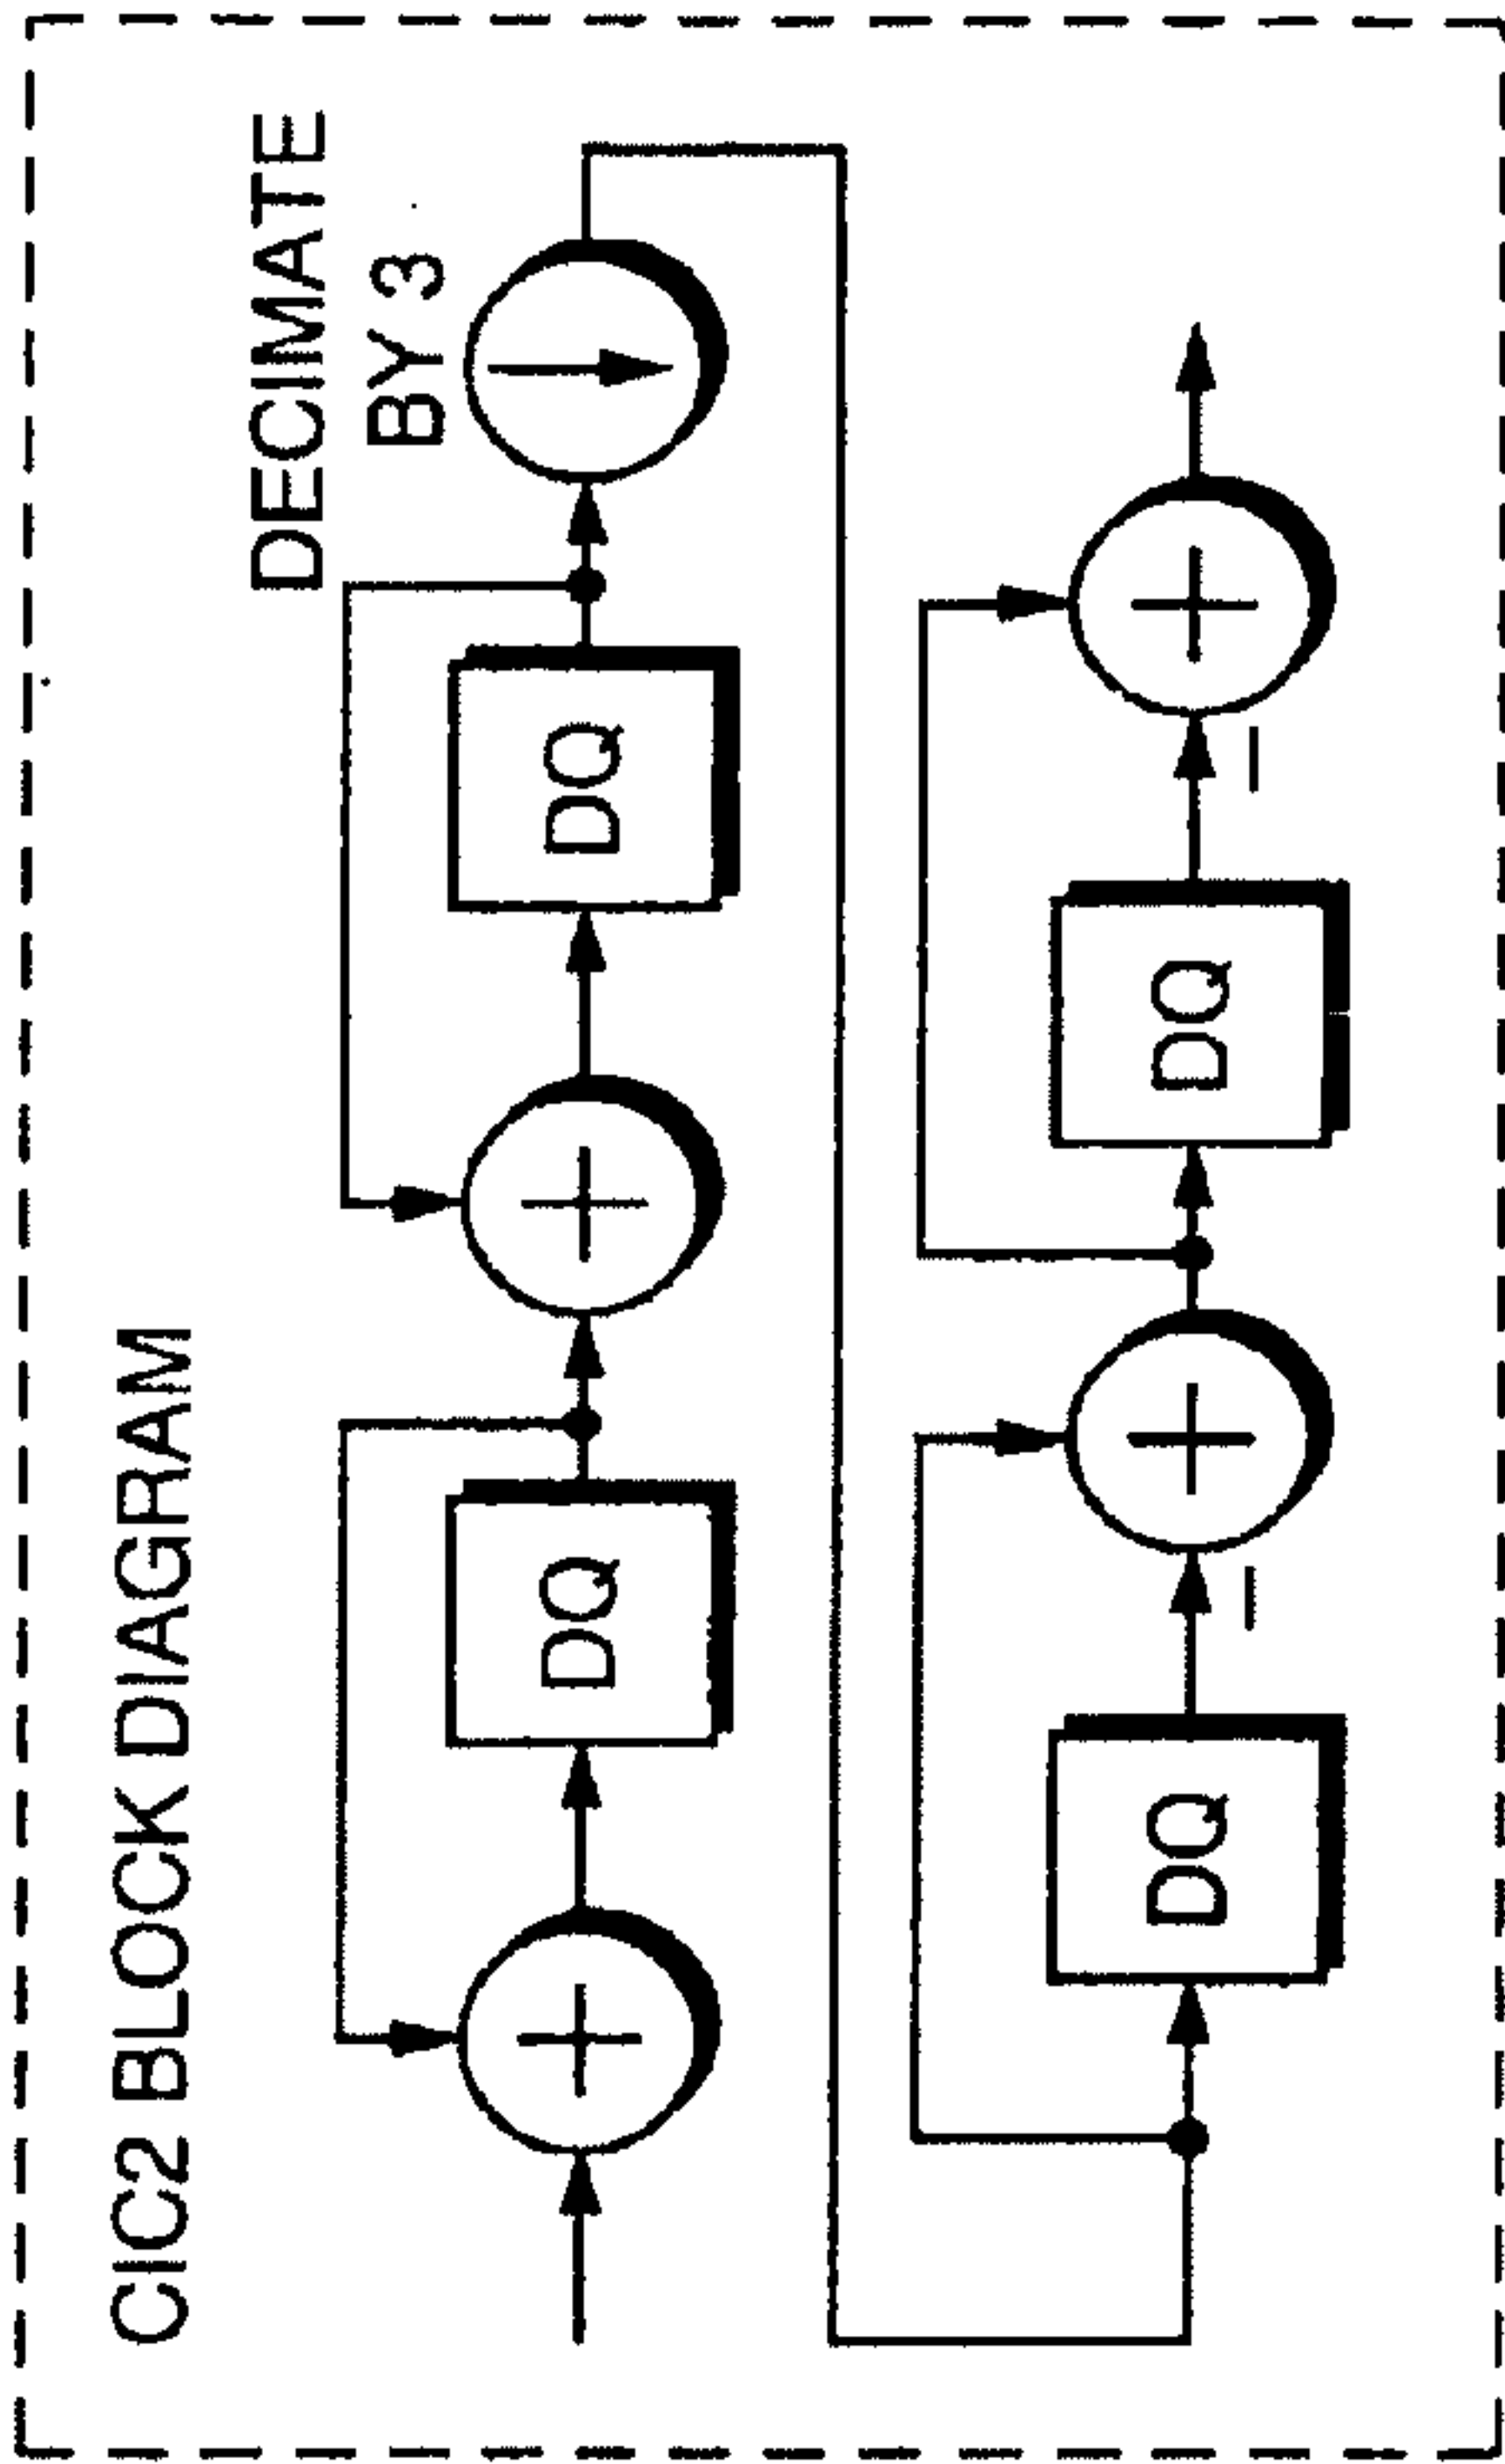 CIC2 BLOCK DIAGRAM
DECIMATE
BY 3
+
DQ
+
DQ
DQ
+
DQ
+